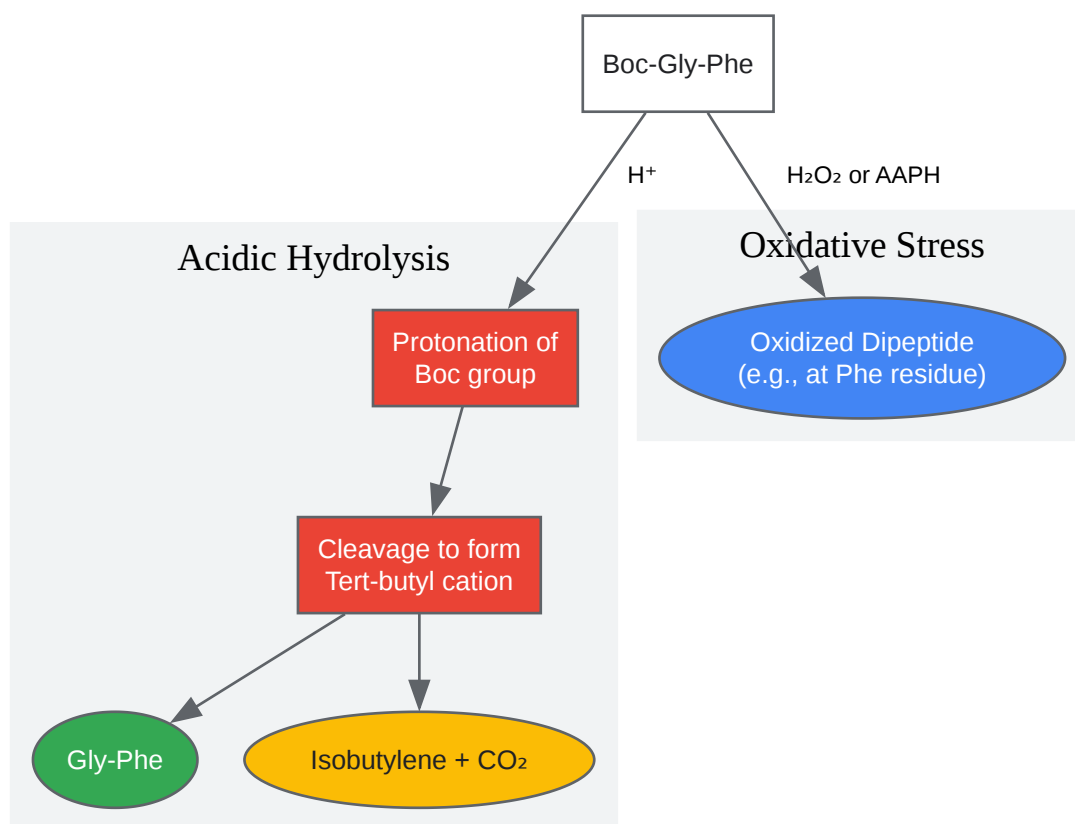 Boc-Gly-Phe
H⁺
H₂O₂ or AAPH
Acidic Hydrolysis
Oxidative Stress
Protonation of
Boc group
Oxidized Dipeptide
(e.g., at Phe residue)
Cleavage to form
Tert-butyl cation
Gly-Phe
Isobutylene + CO₂